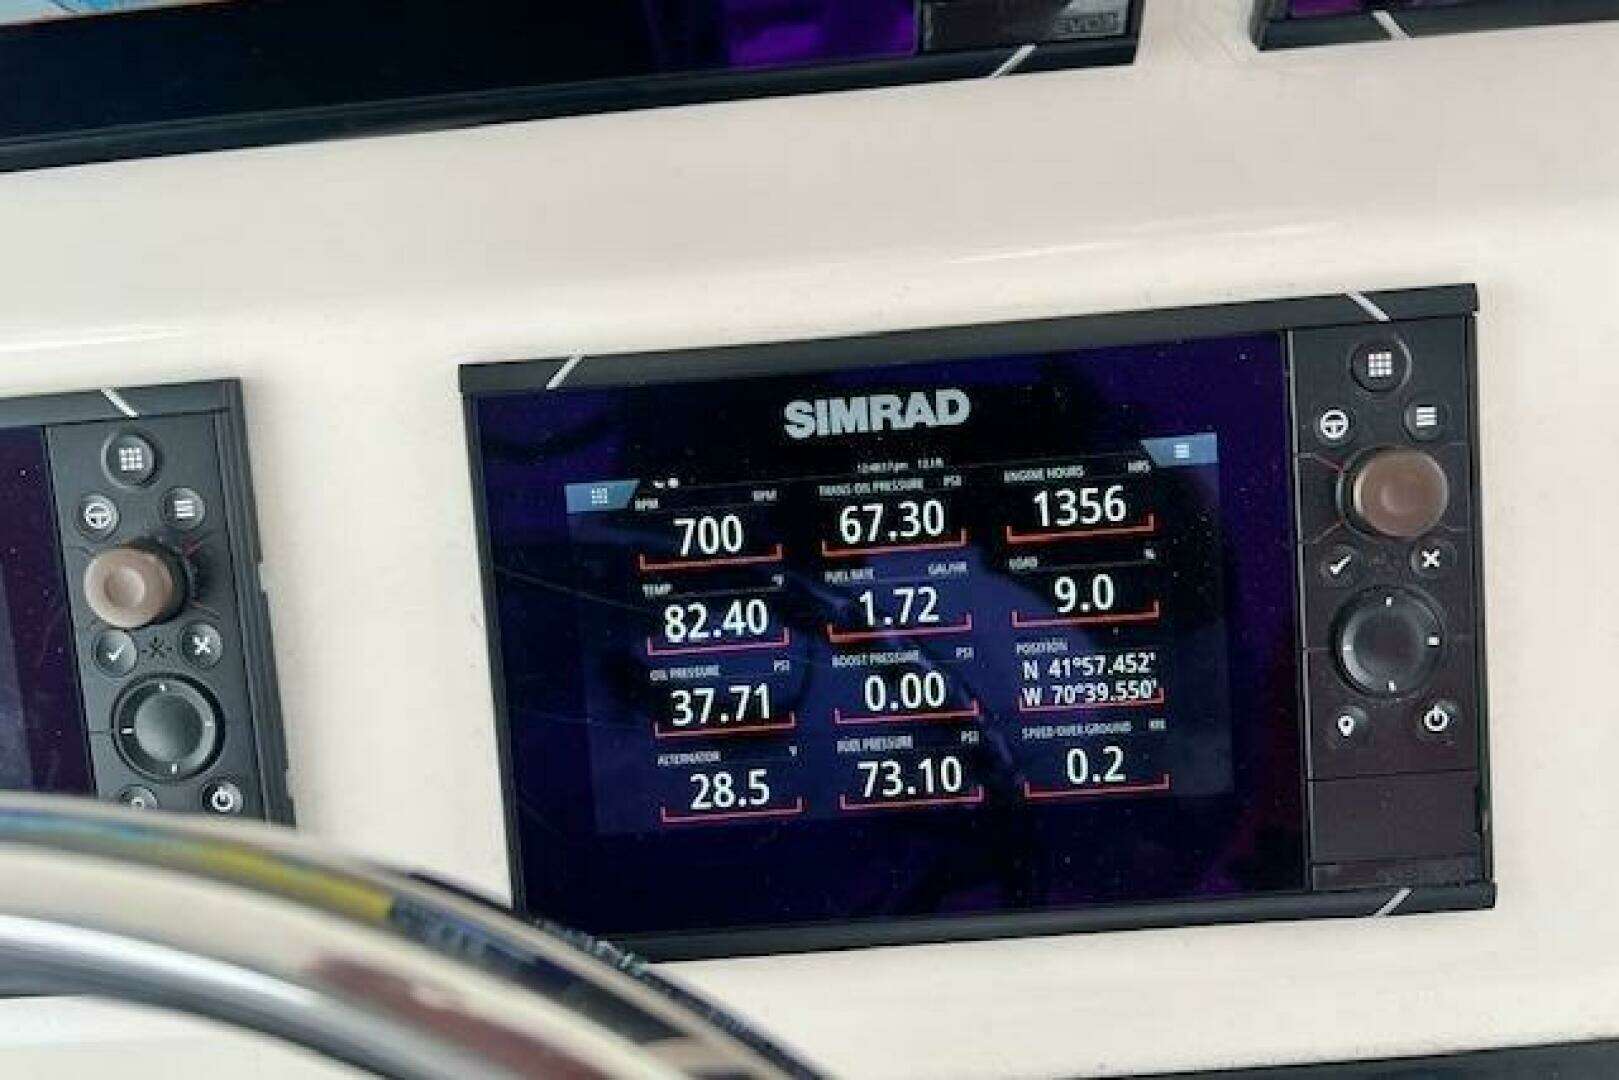 SIMRAD
RPM RPM
700
TRANS OIL PRESSURE PSI
67.30
ENGINE HOURS HRS
1356
TEMP °F
82.40
FUEL RATE GAL/HR
1.72
LOAD %
9.0
OIL PRESSURE PSI
37.71
BOOST PRESSURE PSI
0.00
POSITION
N 41°57.452'
W 70°39.550'
ALTERNATOR V
28.5
FUEL PRESSURE PSI
73.10
SPEED OVER GROUND
0.2